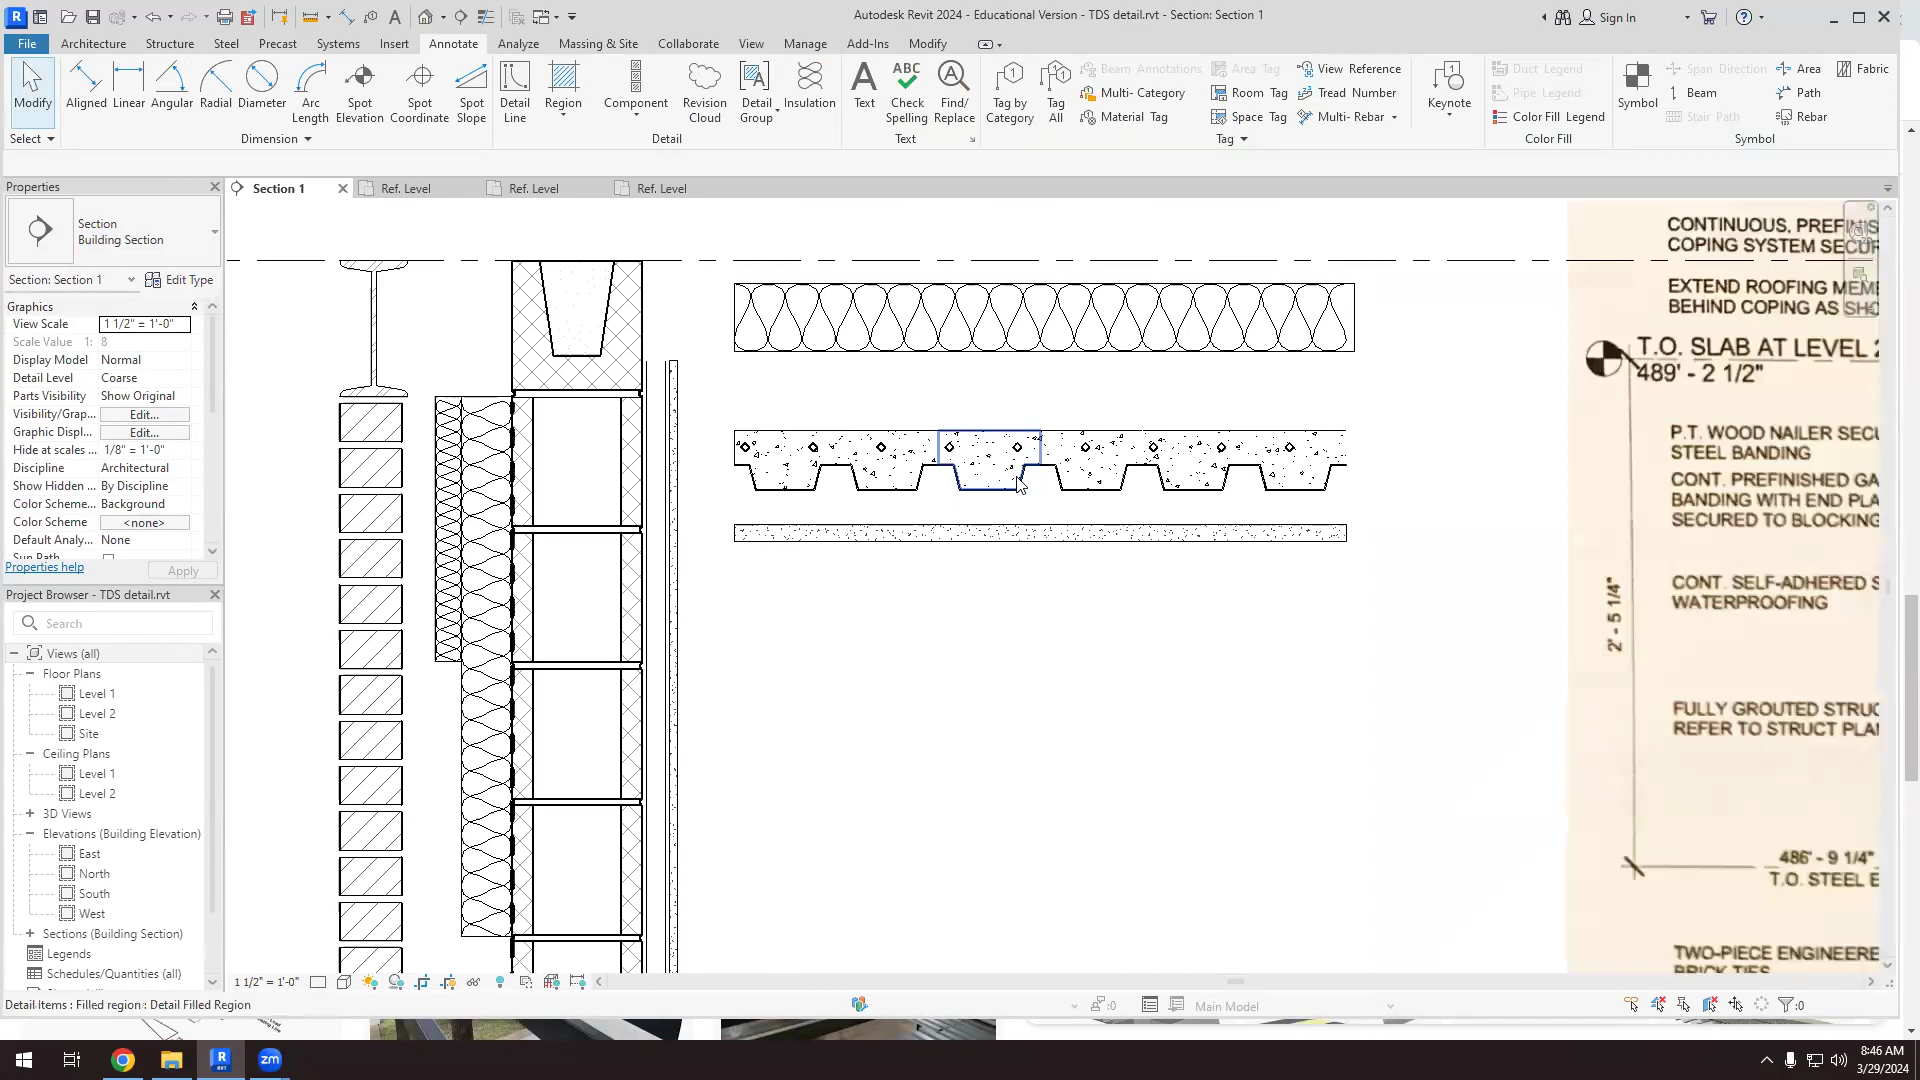 Autodesk Revit 2024 - Educational Version - TDS detail.rvt - Section: Section 1
Sign In
File Architecture Structure Steel Precast Systems Insert Annotate Analyze Massing & Site Collaborate View Manage Add-Ins Modify
Modify
Aligned Linear Angular Radial Diameter Arc Length Spot Elevation Spot Coordinate Spot Slope
Detail Line Region Component Revision Cloud Detail Group Insulation
Text ABC Check Spelling Find/ Replace
Tag by Category Tag All
Beam Annotations
Multi- Category
Material Tag
Area Tag
Room Tag
Space Tag
View Reference
Tread Number
Multi- Rebar
Keynote
Duct Legend
Pipe Legend
Color Fill Legend
Symbol
Span Direction
Beam
Stair Path
Area
Path
Rebar
Fabric
Select Dimension Detail Text Tag Color Fill Symbol
Properties
Section 1 Ref. Level Ref. Level Ref. Level
Section
Building Section
Section: Section 1 Edit Type
Graphics
View Scale 1 1/2" = 1'-0"
Scale Value 1: 8
Display Model Normal
Detail Level Coarse
Parts Visibility Show Original
Visibility/Grap... Edit...
Graphic Displ... Edit...
Hide at scales ... 1/8" = 1'-0"
Discipline Architectural
Show Hidden ... By Discipline
Color Scheme... Background
Color Scheme <none>
Default Analy... None
Properties help Apply
Project Browser - TDS detail.rvt
Search
Views (all)
Floor Plans
Level 1
Level 2
Site
Ceiling Plans
Level 1
Level 2
3D Views
Elevations (Building Elevation)
East
North
South
West
Sections (Building Section)
Legends
Schedules/Quantities (all)
CONTINUOUS, PREFINIS
COPING SYSTEM SECUR
EXTEND ROOFING MEM
BEHIND COPING AS SHO
T.O. SLAB AT LEVEL 2
489' - 2 1/2"
P.T. WOOD NAILER SECU
STEEL BANDING
CONT. PREFINISHED GA
BANDING WITH END PLA
SECURED TO BLOCKING
CONT. SELF-ADHERED S
WATERPROOFING
2' - 5 1/4"
FULLY GROUTED STRUC
REFER TO STRUCT PLA
486' - 9 1/4"
T.O. STEEL
TWO-PIECE ENGINEERE
BRICK TIES
1 1/2" = 1'-0"
Detail Items : Filled region : Detail Filled Region
:0
Main Model
:0
8:46 AM
3/29/2024